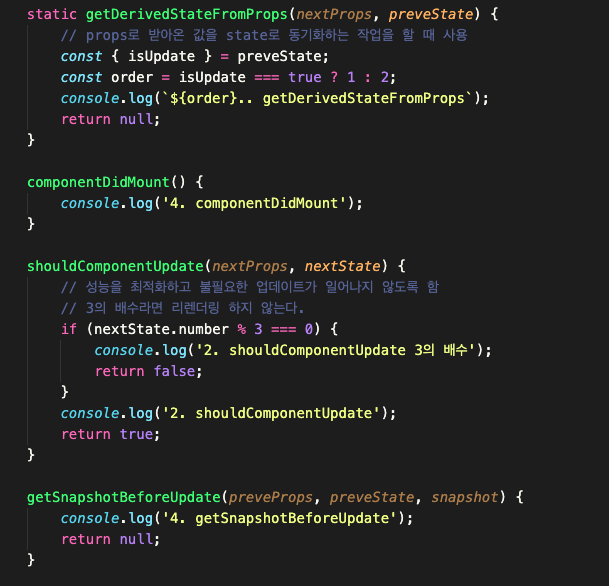 static getDerivedStateFromProps(nextProps, preveState) {
// props로 받아온 값을 state로 동기화하는 작업을 할 때 사용
const { isUpdate } = preveState;
const order = isUpdate === true ? 1 : 2;
console.log(`${order}.. getDerivedStateFromProps`);
return null;
}
componentDidMount() {
console.log('4. componentDidMount');
}
shouldComponentUpdate(nextProps, nextState) {
// 성능을 최적화하고 불필요한 업데이트가 일어나지 않도록 함
// 3의 배수라면 리렌더링 하지 않는다.
if (nextState.number % 3 === 0) {
console.log('2. shouldComponentUpdate 3의 배수');
return false;
}
console.log('2. shouldComponentUpdate');
return true;
}
getSnapshotBeforeUpdate(preveProps, preveState, snapshot) {
console.log('4. getSnapshotBeforeUpdate');
return null;
}